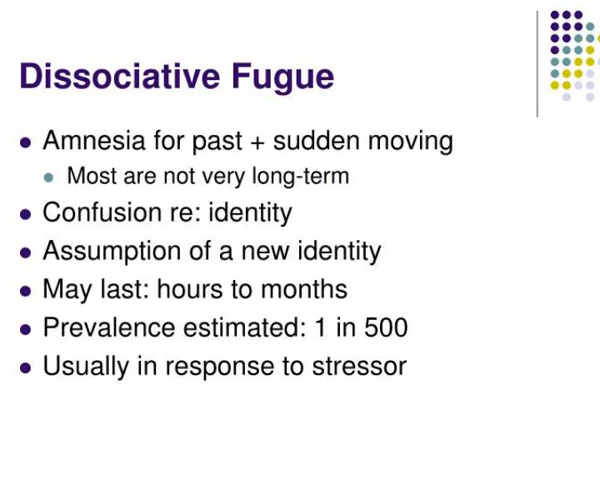 Dissociative Fugue
Amnesia for past + sudden moving
Most are not very long-term
Confusion re: identity
Assumption of a new identity
May last: hours to months
Prevalence estimated: 1 in 500
Usually in response to stressor